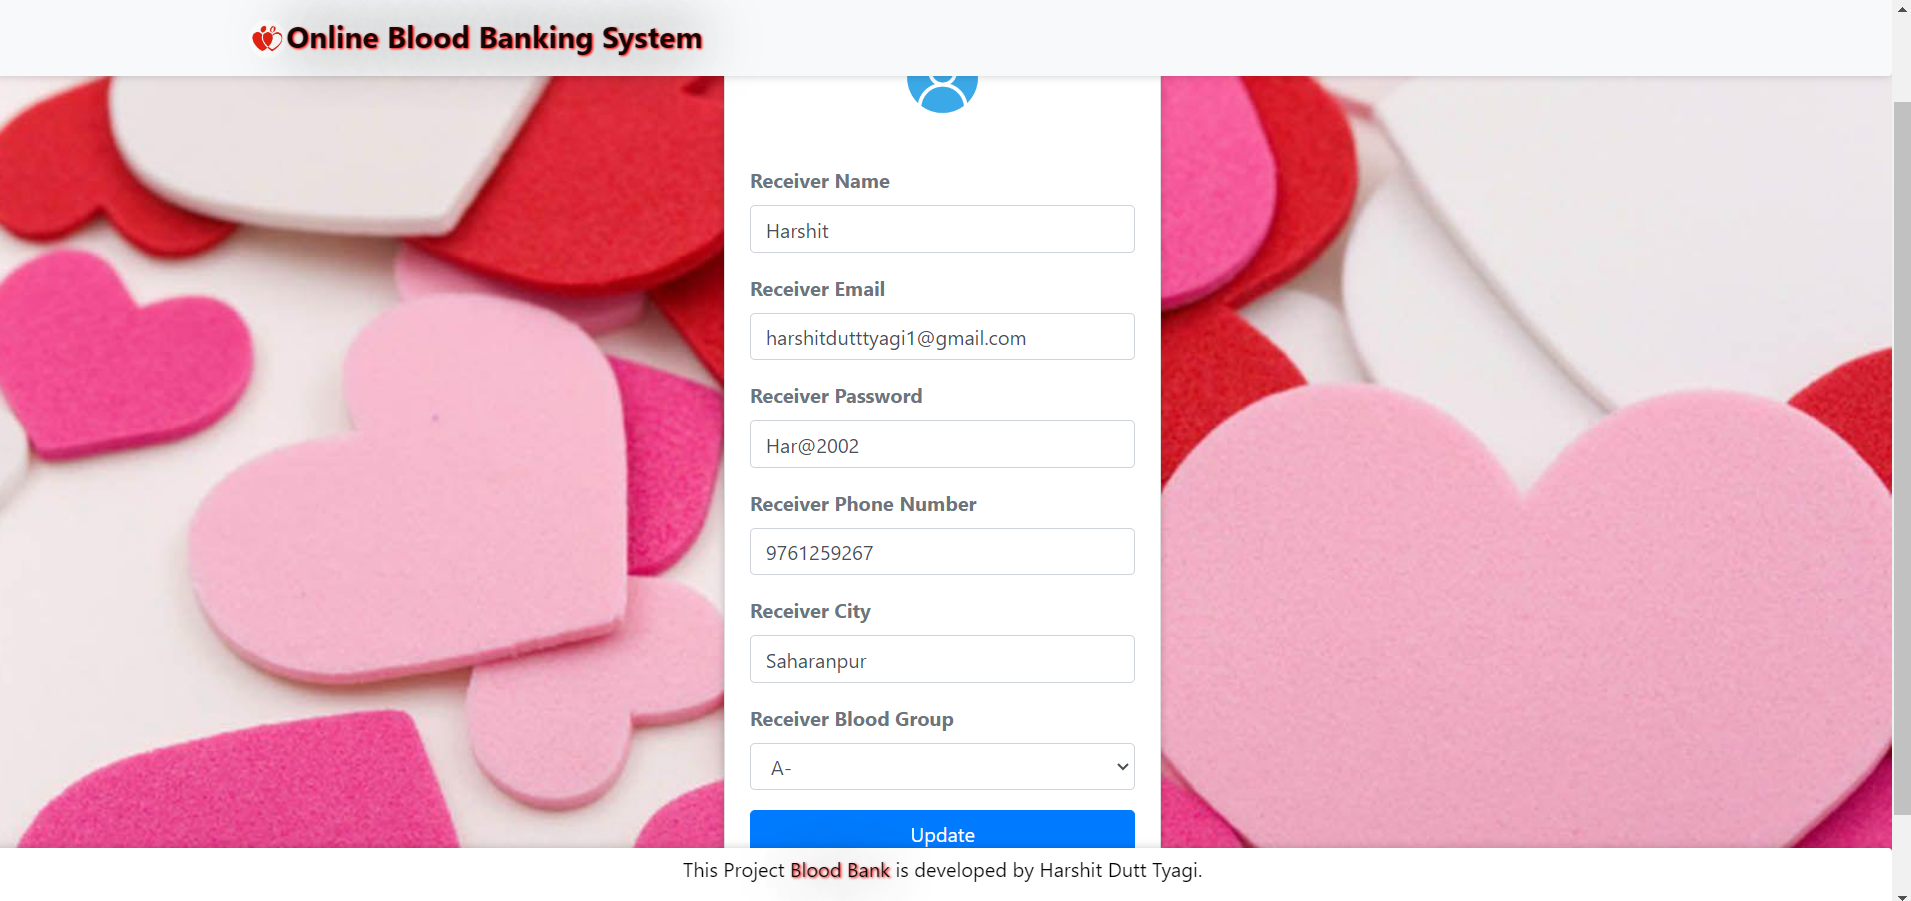 Online Blood Banking System
Receiver Name
Harshit
Receiver Email
harshitdutttyagi1@gmail.com
Receiver Password
Har@2002
Receiver Phone Number
9761259267
Receiver City
Saharanpur
Receiver Blood Group
A-
Update
This Project Blood Bank is developed by Harshit Dutt Tyagi.